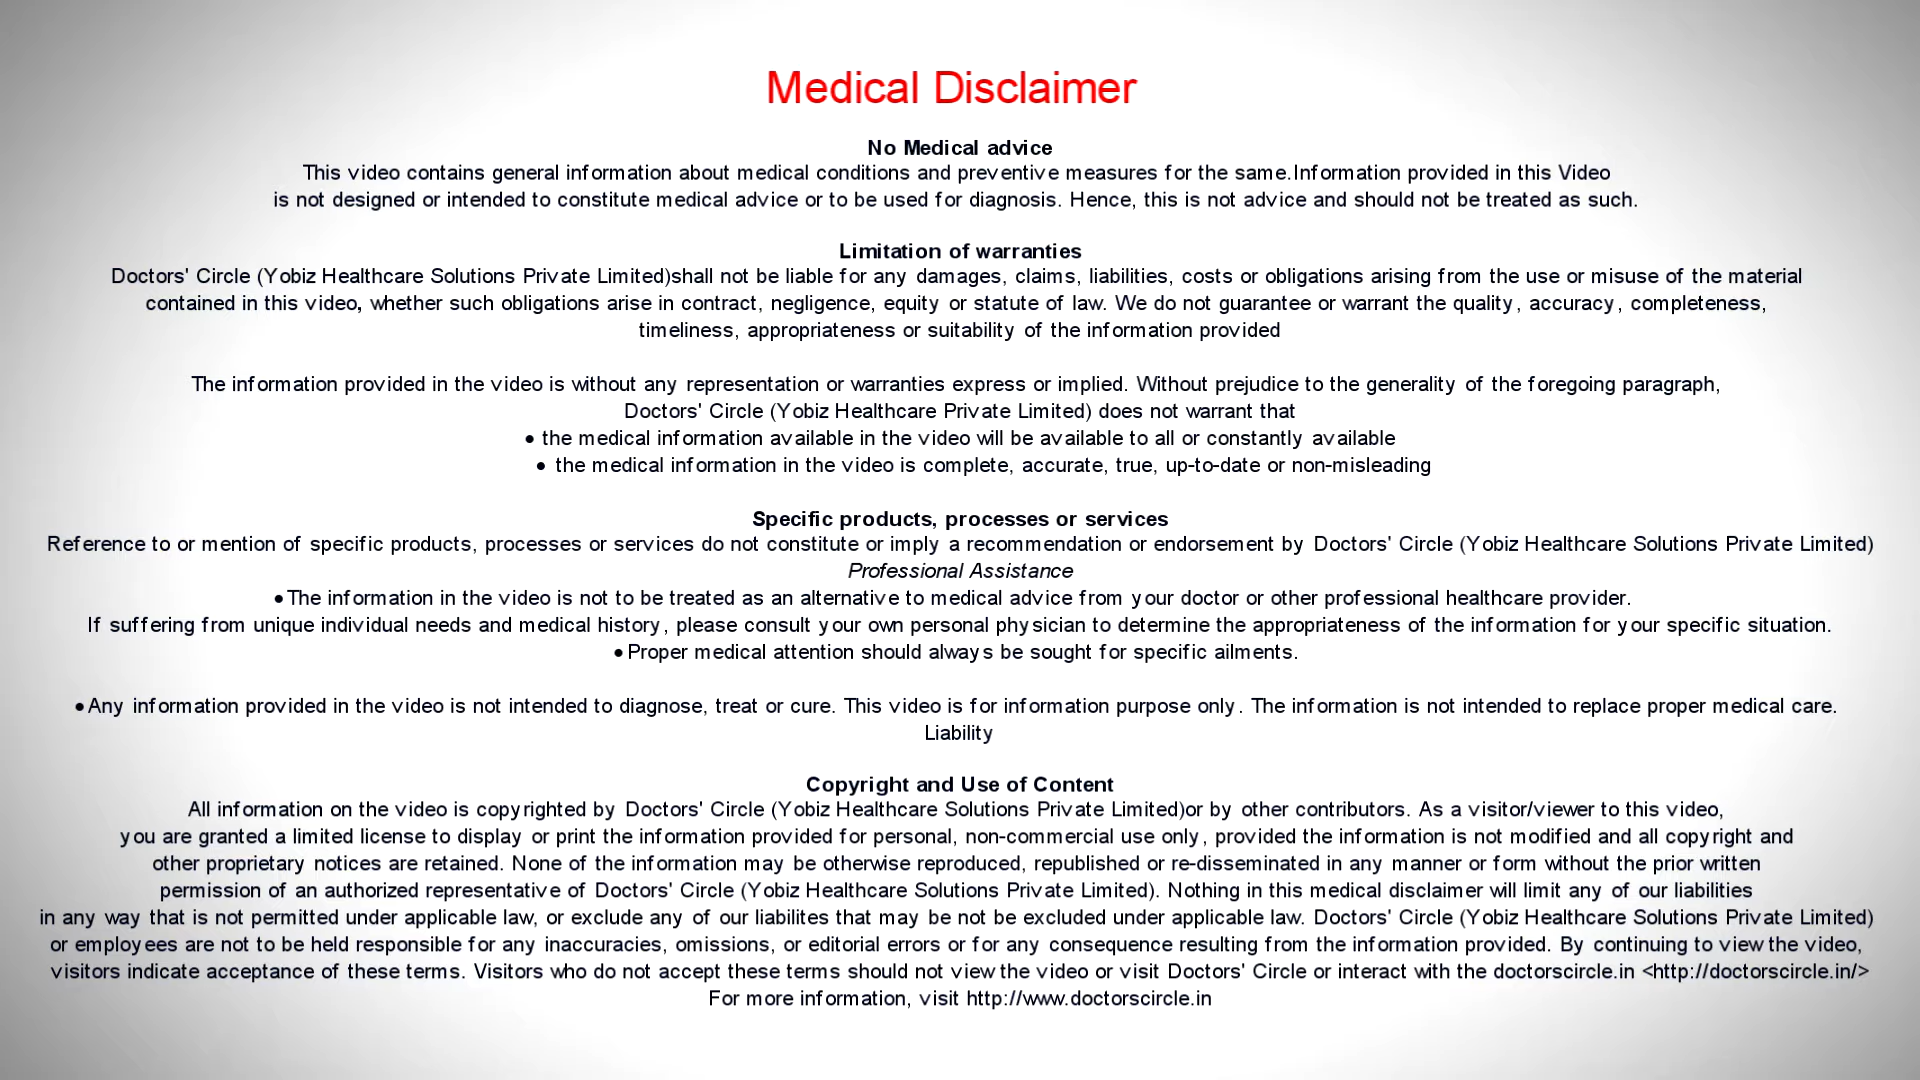 Medical Disclaimer
No Medical advice
This video contains general information about medical conditions and preventive measures for the same.Information provided in this Video
is not designed or intended to constitute medical advice or to be used for diagnosis. Hence, this is not advice and should not be treated as such.
Limitation of warranties
Doctors' Circle (Yobiz Healthcare Solutions Private Limited)shall not be liable for any damages, claims, liabilities, costs or obligations arising from the use or misuse of the material
contained in this video, whether such obligations arise in contract, negligence, equity or statute of law. We do not guarantee or warrant the quality, accuracy, completeness,
timeliness, appropriateness or suitability of the information provided
The information provided in the video is without any representation or warranties express or implied. Without prejudice to the generality of the foregoing paragraph,
Doctors' Circle (Yobiz Healthcare Private Limited) does not warrant that
• the medical information available in the video will be available to all or constantly available
• the medical information in the video is complete, accurate, true, up-to-date or non-misleading
Specific products, processes or services
Reference to or mention of specific products, processes or services do not constitute or imply a recommendation or endorsement by Doctors' Circle (Yobiz Healthcare Solutions Private Limited)
Professional Assistance
•The information in the video is not to be treated as an alternative to medical advice from your doctor or other professional healthcare provider.
If suffering from unique individual needs and medical history, please consult your own personal physician to determine the appropriateness of the information for your specific situation.
•Proper medical attention should always be sought for specific ailments.
•Any information provided in the video is not intended to diagnose, treat or cure. This video is for information purpose only. The information is not intended to replace proper medical care.
Liability
Copyright and Use of Content
All information on the video is copyrighted by Doctors' Circle (Yobiz Healthcare Solutions Private Limited)or by other contributors. As a visitor/viewer to this video,
you are granted a limited license to display or print the information provided for personal, non-commercial use only, provided the information is not modified and all copyright and
other proprietary notices are retained. None of the information may be otherwise reproduced, republished or re-disseminated in any manner or form without the prior written
permission of an authorized representative of Doctors' Circle (Yobiz Healthcare Solutions Private Limited). Nothing in this medical disclaimer will limit any of our liabilities
in any way that is not permitted under applicable law, or exclude any of our liabilites that may be not be excluded under applicable law. Doctors' Circle (Yobiz Healthcare Solutions Private Limited)
or employees are not to be held responsible for any inaccuracies, omissions, or editorial errors or for any consequence resulting from the information provided. By continuing to view the video,
visitors indicate acceptance of these terms. Visitors who do not accept these terms should not view the video or visit Doctors' Circle or interact with the doctorscircle.in <http://doctorscircle.in/>
For more information, visit http://www.doctorscircle.in